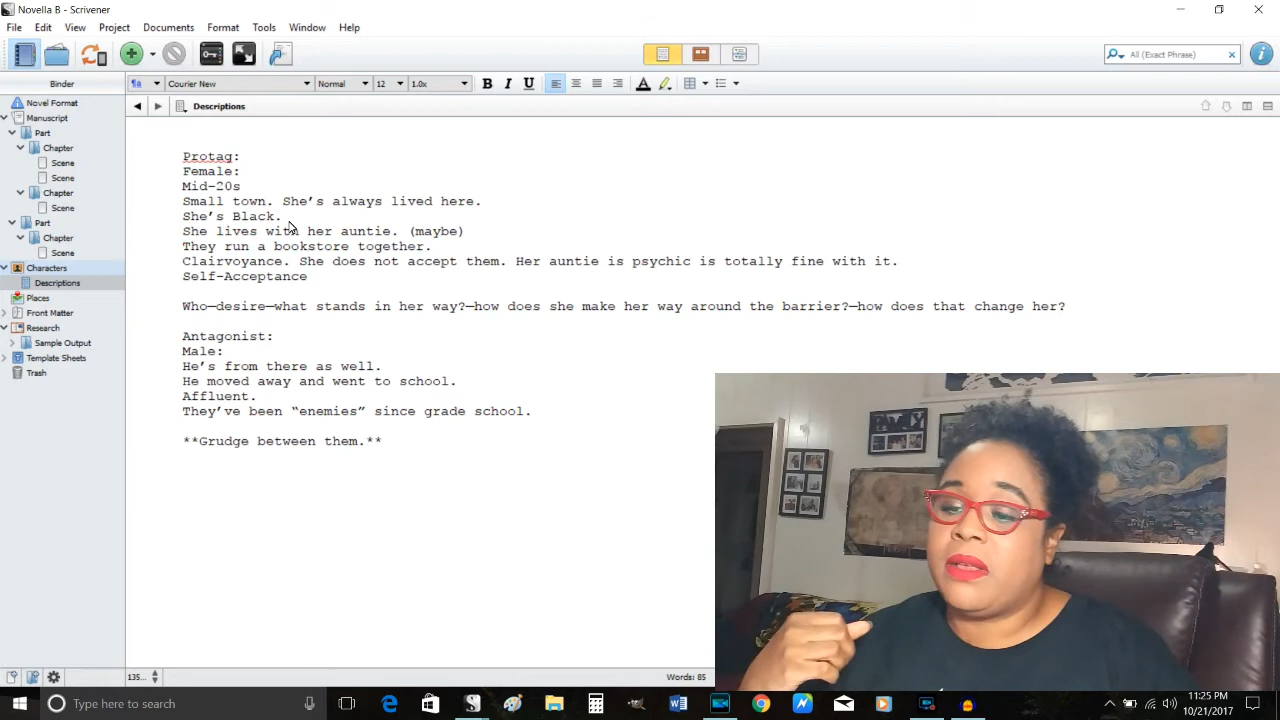 Novella B - Scrivener
File Edit View Project Documents Format Tools Window Help
All (Exact Phrase)
Binder
Courier New Normal 12 1.0x B I U A
Novel Format
Manuscript
Part
Chapter
Scene
Scene
Chapter
Scene
Part
Chapter
Scene
Characters
Descriptions
Places
Front Matter
Research
Sample Output
Template Sheets
Trash
Descriptions
Protag:
Female:
Mid-20s
Small town. She's always lived here.
She's Black.
She lives with her auntie. (maybe)
They run a bookstore together.
Clairvoyance. She does not accept them. Her auntie is psychic is totally fine with it.
Self-Acceptance
Who—desire—what stands in her way?—how does she make her way around the barrier?—how does that change her?
Antagonist:
Male:
He's from there as well.
He moved away and went to school.
Affluent.
They've been “enemies” since grade school.
**Grudge between them.**
135...
Words: 85
Type here to search
11:25 PM
10/21/2017